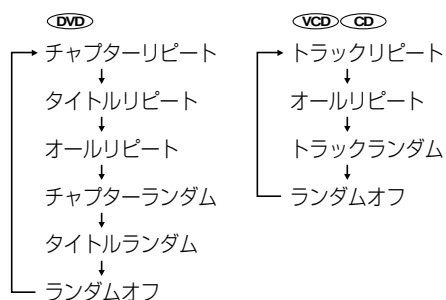 DVD
チャプターリピート
タイトルリピート
オールリピート
チャプターランダム
タイトルランダム
ランダムオフ
VCD CD
トラックリピート
オールリピート
トラックランダム
ランダムオフ